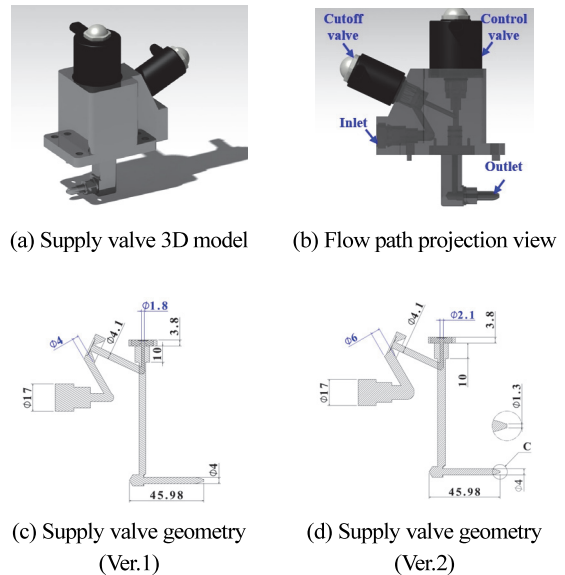 Cutoff
valve
Control
valve
Inlet
Outlet
(a) Supply valve 3D model
(b) Flow path projection view
Φ1.8
3.8
Φ4
Φ4.1
10
Φ17
Φ4
45.98
Φ2.1
3.8
Φ6
Φ4.1
10
Φ17
Φ1.3
C
Φ4
45.98
(c) Supply valve geometry
(Ver.1)
(d) Supply valve geometry
(Ver.2)